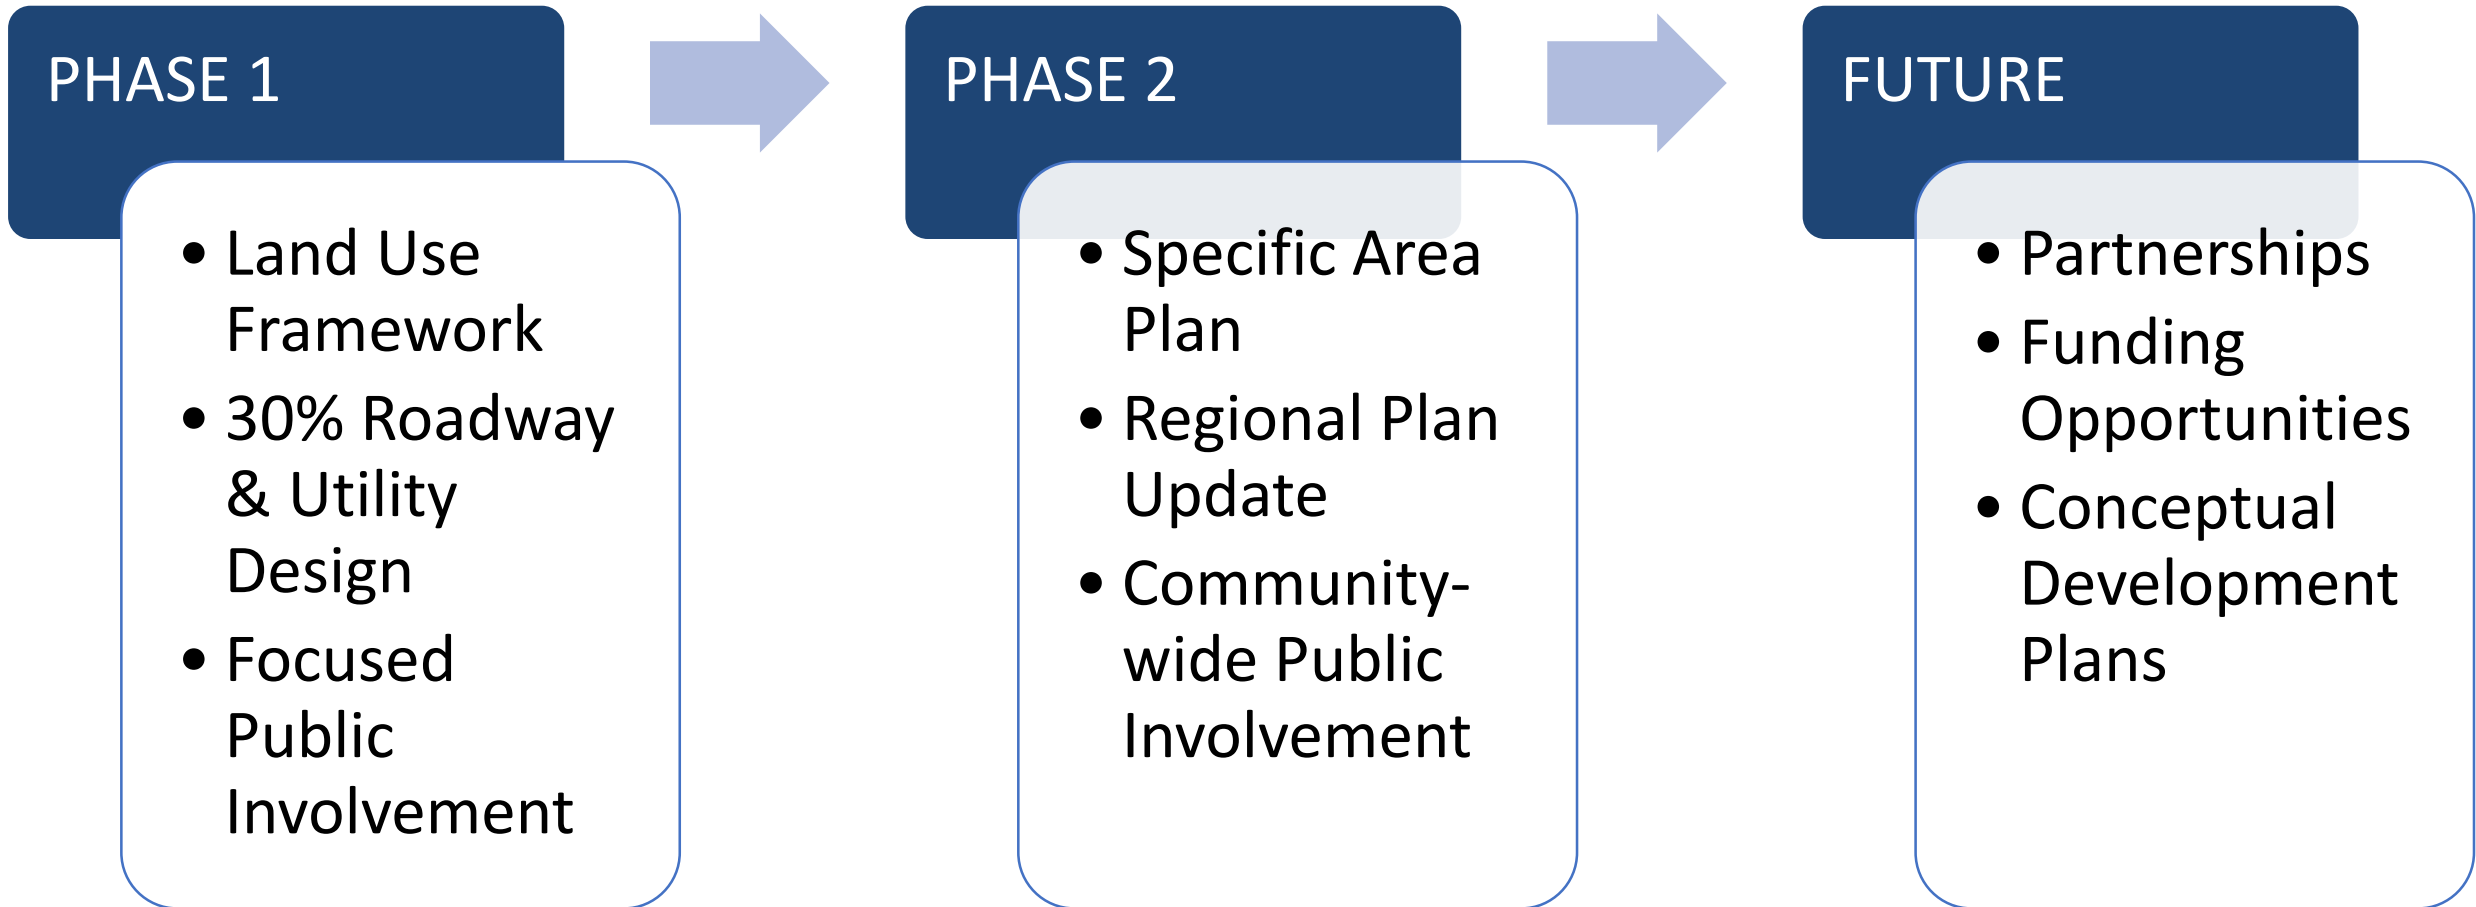 PHASE 1
• Land Use
Framework
• 30% Roadway
& Utility
Design
• Focused
Public
Involvement
PHASE 2
• Specific Area
Plan
• Regional Plan
Update
• Community-
wide Public
Involvement
FUTURE
• Partnerships
• Funding
Opportunities
• Conceptual
Development
Plans